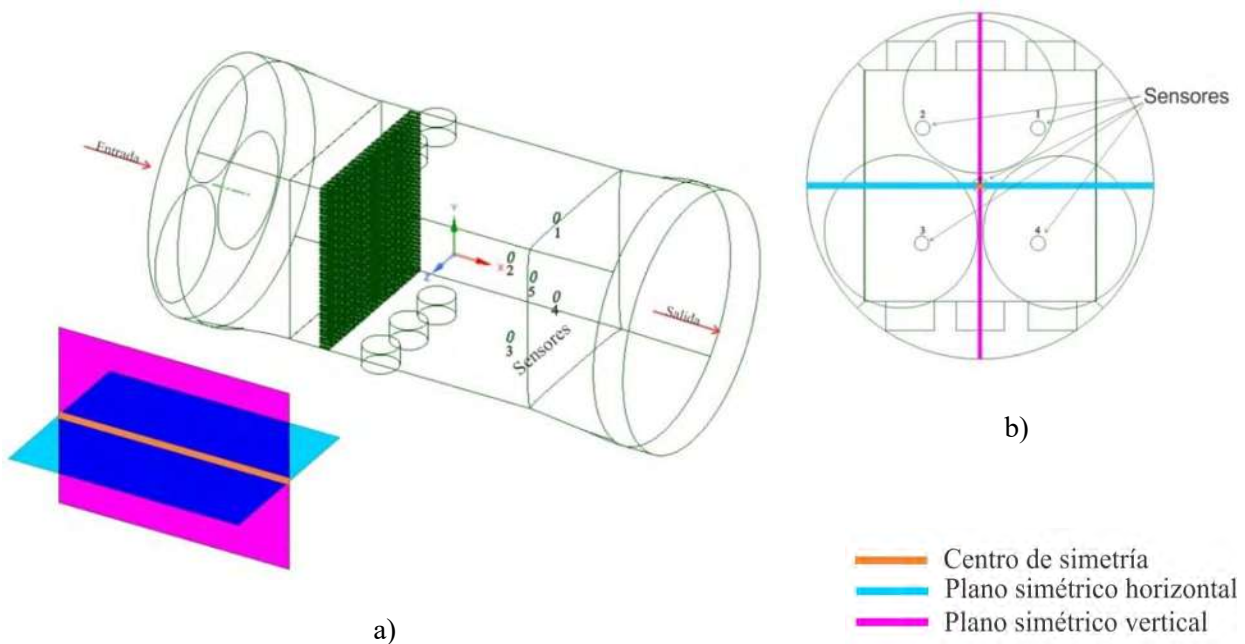 Entrada
Y
X
Z
1
2
5
4
3
Sensores
Salida
a)
Sensores
2
1
3
4
b)
Centro de simetría
Plano simétrico horizontal
Plano simétrico vertical